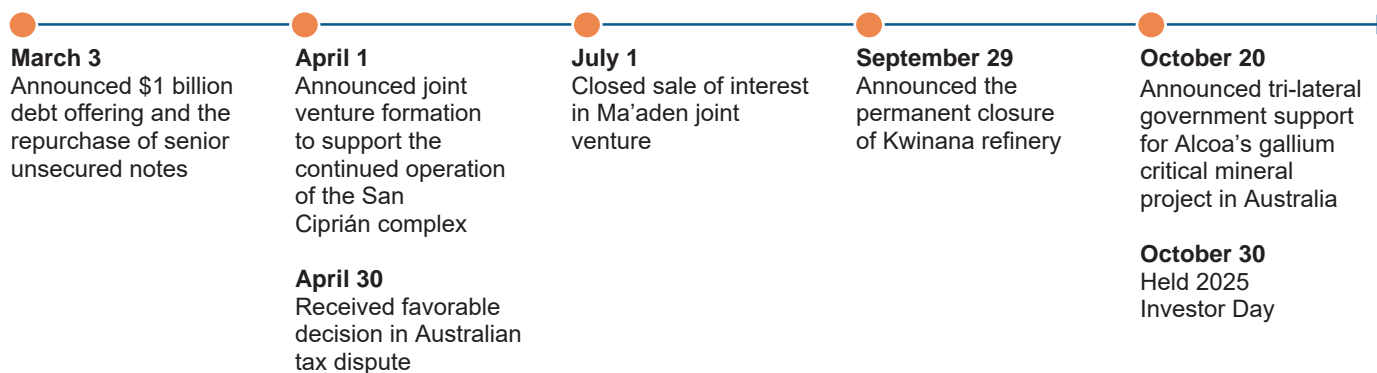 March 3
Announced $1 billion
debt offering and the
repurchase of senior
unsecured notes
April 1
Announced joint
venture formation
to support the
continued operation
of the San
Ciprián complex
April 30
Received favorable
decision in Australian
tax dispute
July 1
Closed sale of interest
in Ma’aden joint
venture
September 29
Announced the
permanent closure
of Kwinana refinery
October 20
Announced tri-lateral
government support
for Alcoa’s gallium
critical mineral
project in Australia
October 30
Held 2025
Investor Day